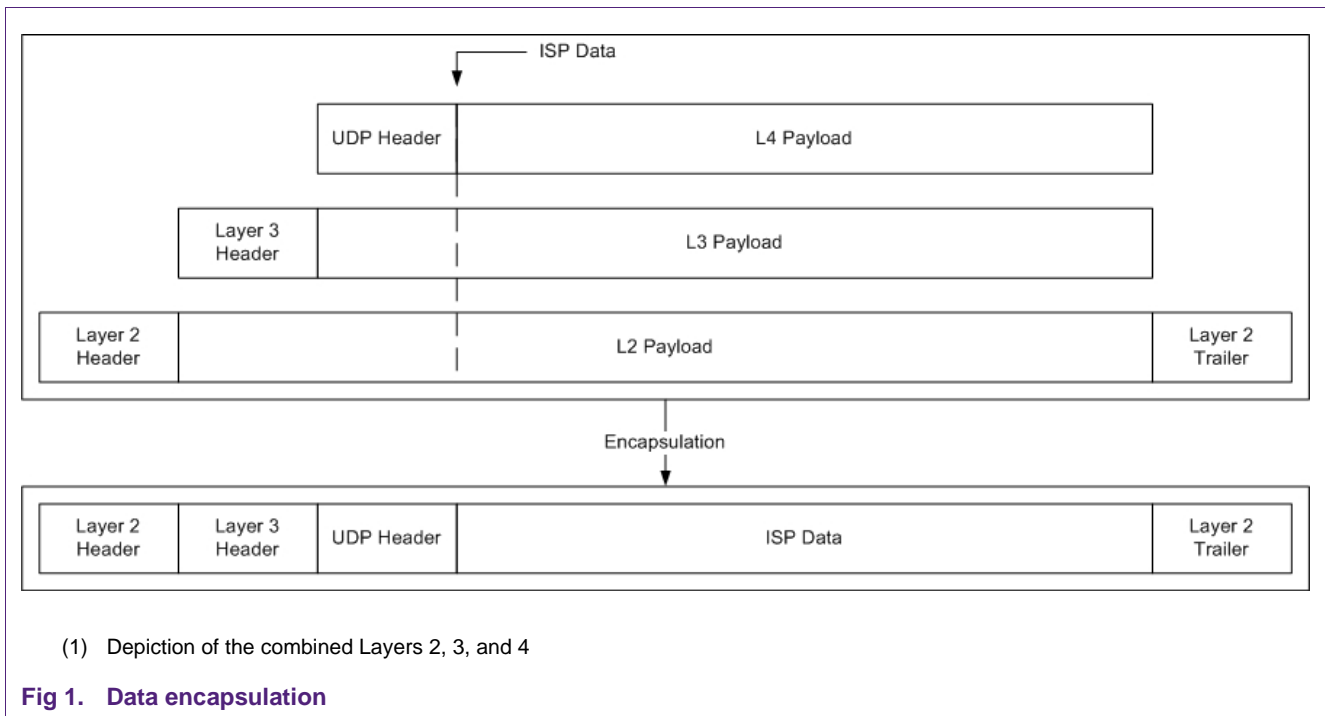 ISP Data
UDP Header
L4 Payload
Layer 3
Header
L3 Payload
Layer 2
Header
L2 Payload
Layer 2
Trailer
Encapsulation
Layer 2
Header
Layer 3
Header
UDP Header
ISP Data
Layer 2
Trailer
(1) Depiction of the combined Layers 2, 3, and 4
Fig 1. Data encapsulation